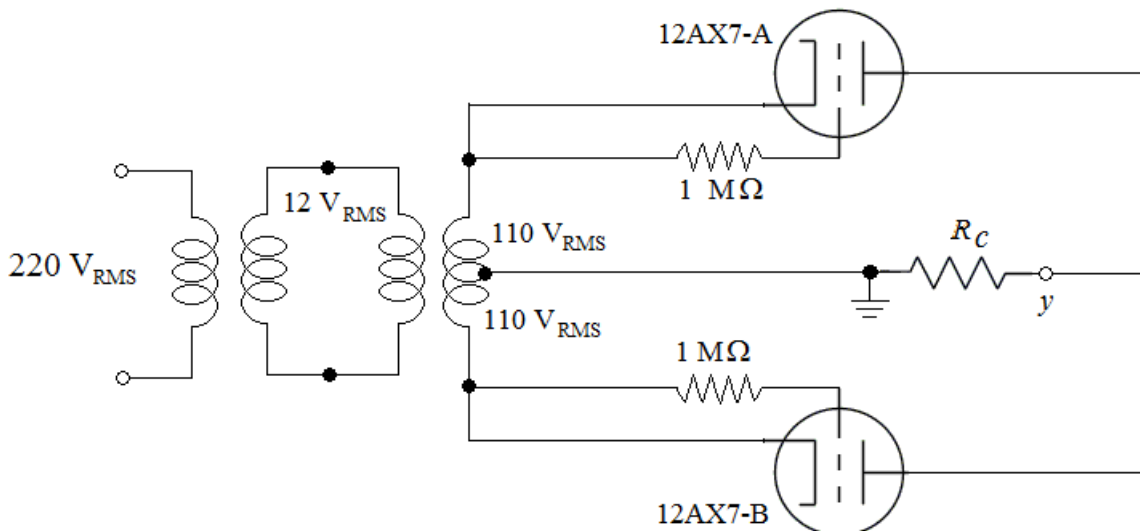 12AX7-A
1 MΩ
12 V_RMS
110 V_RMS
R_C
220 V_RMS
y
110 V_RMS
1 MΩ
12AX7-B